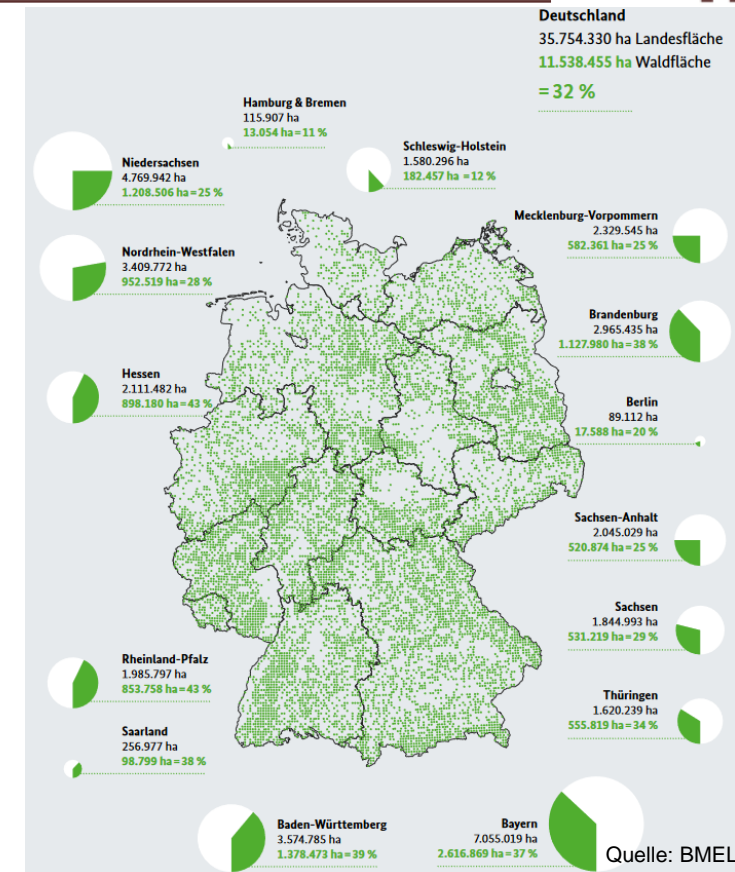 Deutschland
35.754.330 ha Landesfläche
11.538.455 ha Waldfläche
= 32 %
Hamburg & Bremen
115.907 ha
13.054 ha = 11 %
Schleswig-Holstein
1.580.296 ha
182.457 ha = 12 %
Niedersachsen
4.769.942 ha
1.208.506 ha = 25 %
Mecklenburg-Vorpommern
2.329.545 ha
582.361 ha = 25 %
Nordrhein-Westfalen
3.409.772 ha
952.519 ha = 28 %
Brandenburg
2.965.435 ha
1.127.980 ha = 38 %
Hessen
2.111.482 ha
898.180 ha = 43 %
Berlin
89.112 ha
17.588 ha = 20 %
Sachsen-Anhalt
2.045.029 ha
520.874 ha = 25 %
Sachsen
1.844.993 ha
531.219 ha = 29 %
Rheinland-Pfalz
1.985.797 ha
853.758 ha = 43 %
Thüringen
1.620.239 ha
555.819 ha = 34 %
Saarland
256.977 ha
98.799 ha = 38 %
Baden-Württemberg
3.574.785 ha
1.378.473 ha = 39 %
Bayern
7.055.019 ha
2.616.869 ha = 37 %
Quelle: BMEL